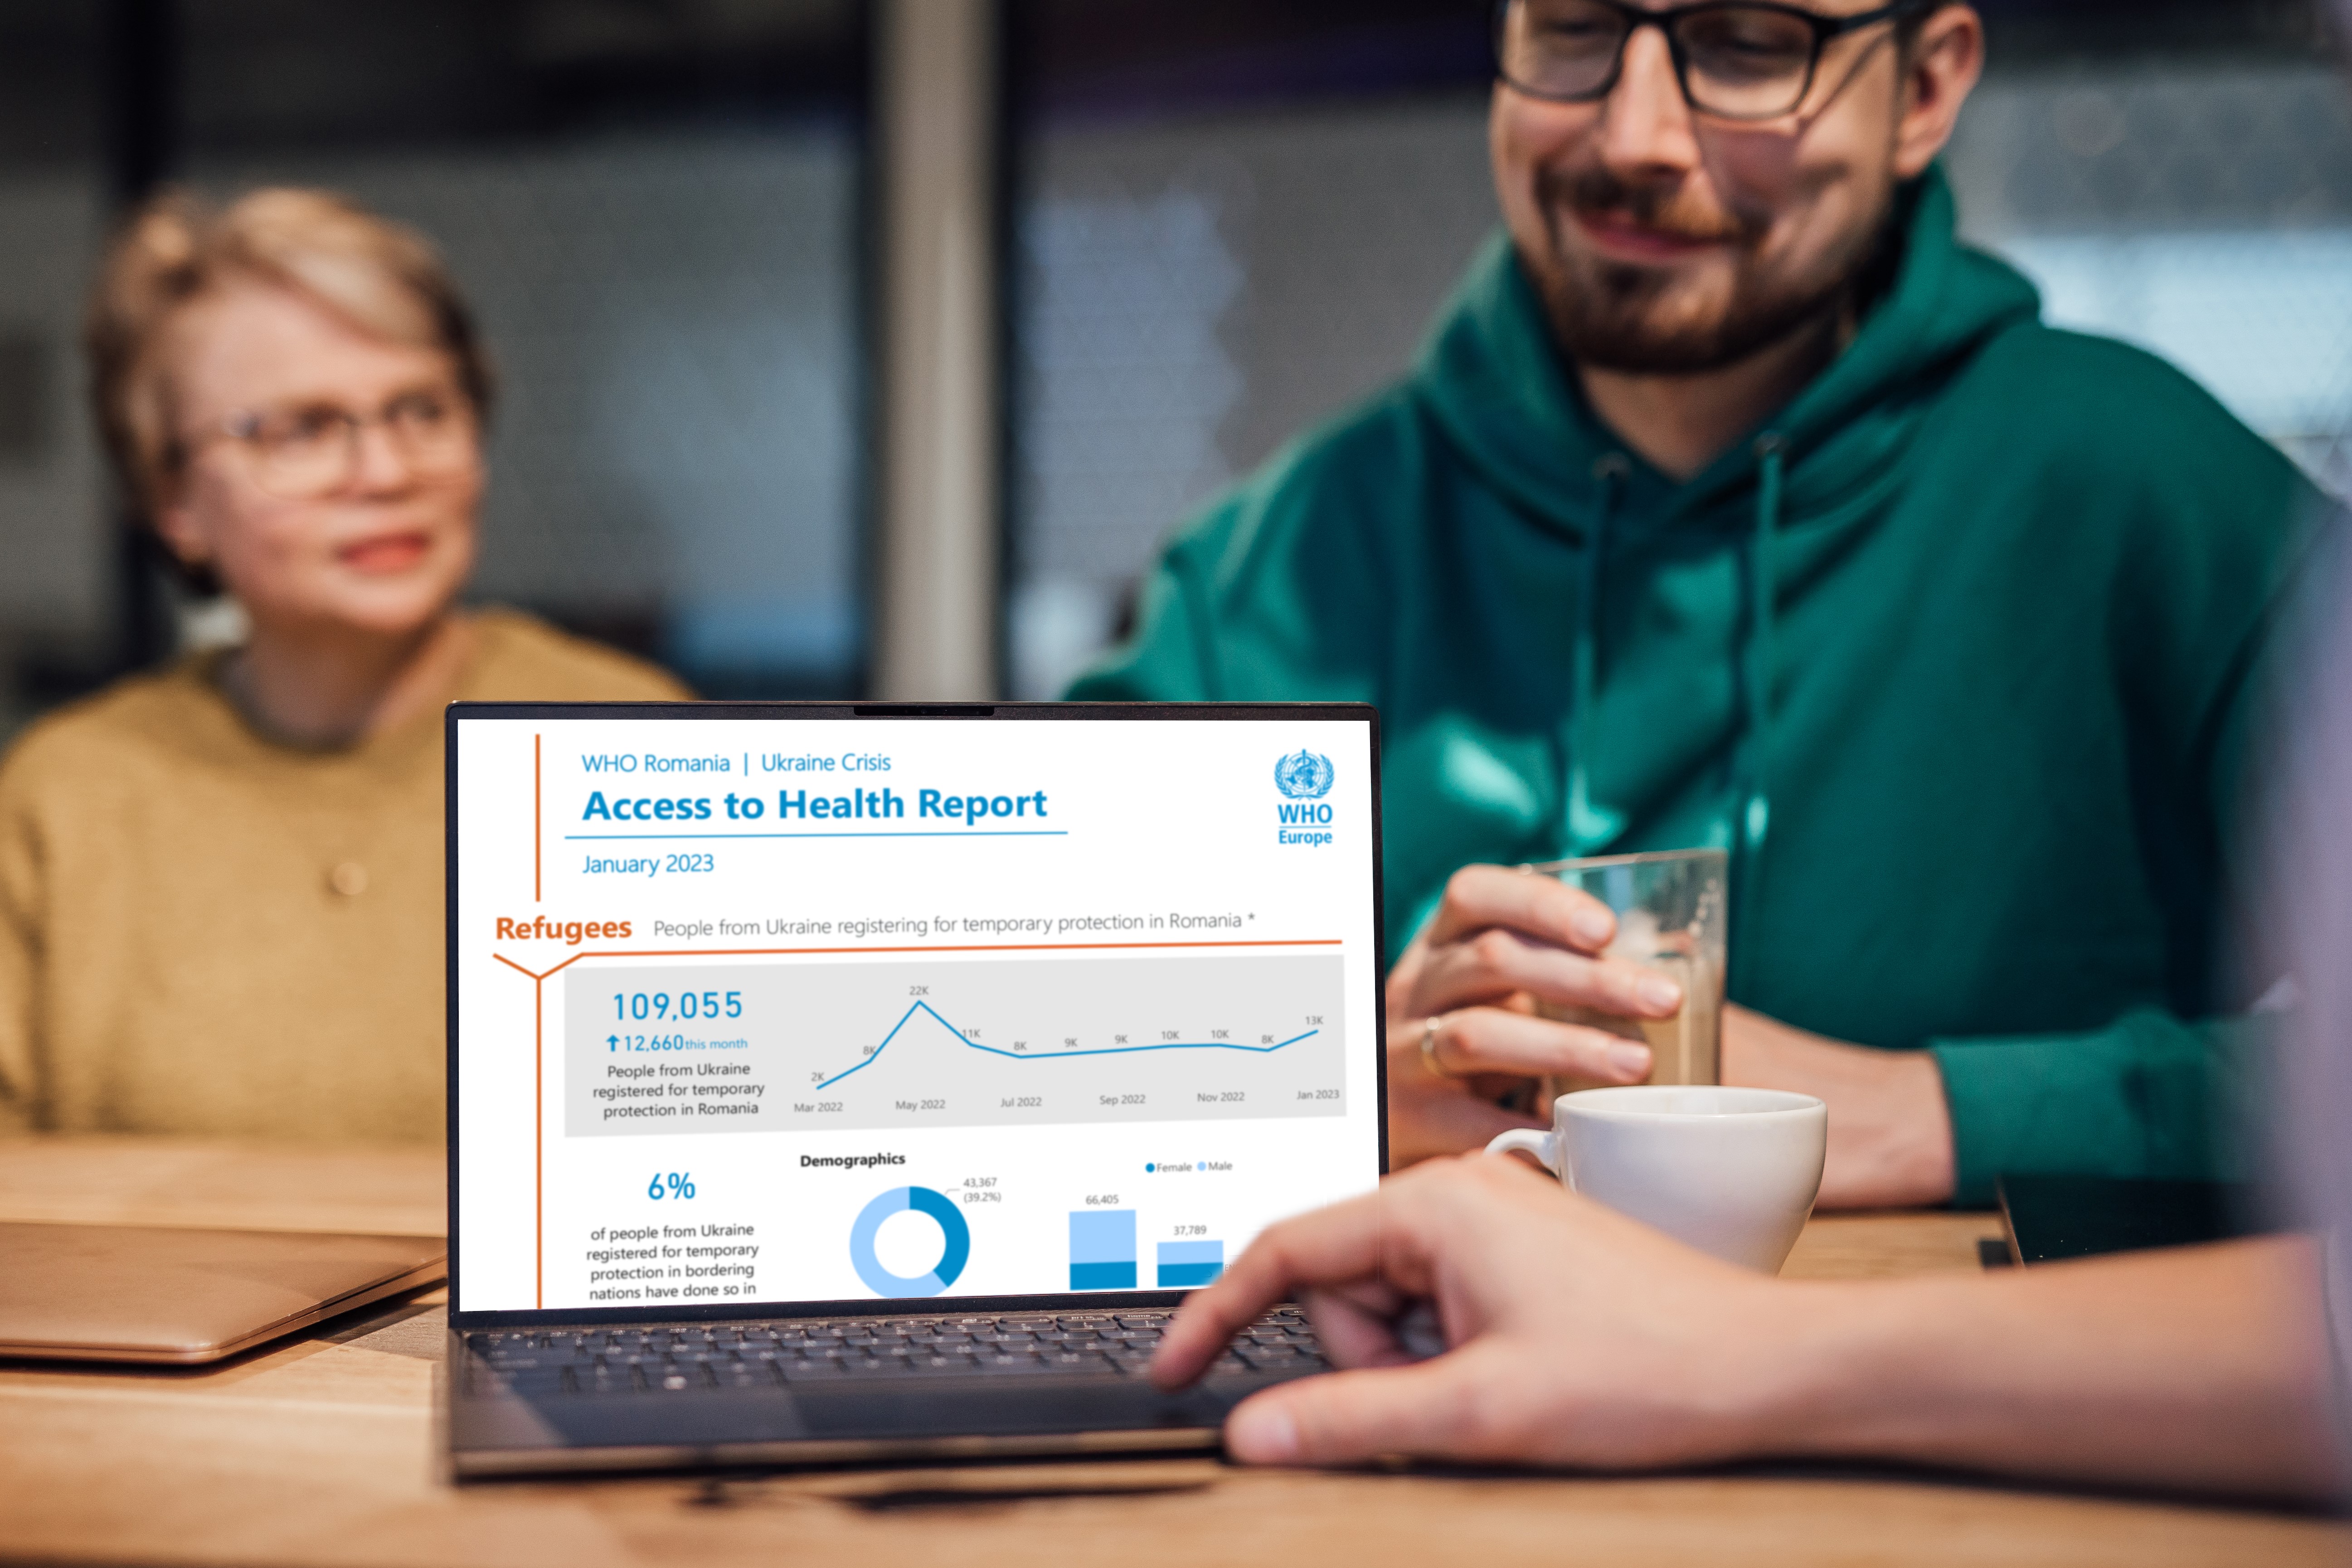 WHO Romania | Ukraine Crisis
Access to Health Report
January 2023
WHO
Europe
Refugees People from Ukraine registering for temporary protection in Romania *
109,055
12,660 this month
People from Ukraine
registered for temporary
protection in Romania
22K
13K
11K
10K
10K
9K
9K
8K
8K
8K
2K
Mar 2022 May 2022 Jul 2022 Sep 2022 Nov 2022 Jan 2023
6%
of people from Ukraine
registered for temporary
protection in bordering
nations have done so in
Demographics
43,367
(39.2%)
Female Male
66,405
37,789